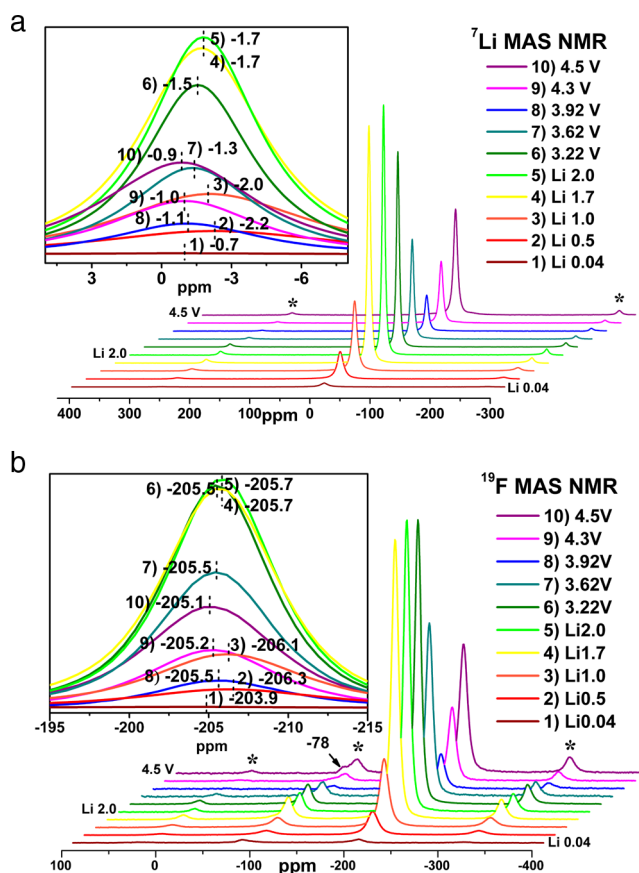 a
⁷Li MAS NMR
10) 4.5 V
9) 4.3 V
8) 3.92 V
7) 3.62 V
6) 3.22 V
5) Li 2.0
4) Li 1.7
3) Li 1.0
2) Li 0.5
1) Li 0.04
5) -1.7
4) -1.7
6) -1.5
7) -1.3
10) -0.9
3) -2.0
9) -1.0
2) -2.2
8) -1.1
1) -0.7
3 0 -3 -6
ppm
* *
4.5 V
Li 2.0
Li 0.04
400 300 200 100 ppm 0 -100 -200 -300
b
¹⁹F MAS NMR
10) 4.5V
9) 4.3V
8) 3.92V
7) 3.62V
6) 3.22V
5) Li2.0
4) Li1.7
3) Li1.0
2) Li0.5
1) Li0.04
6) -205.5 5) -205.7
4) -205.7
7) -205.5
10) -205.1
9) -205.2 3) -206.1
8) -205.5 2) -206.3
1) -203.9
-195 -200 -205 -210 -215
ppm
-78
* * *
4.5 V
Li 2.0
Li 0.04
100 0 -100 ppm -200 -300 -400